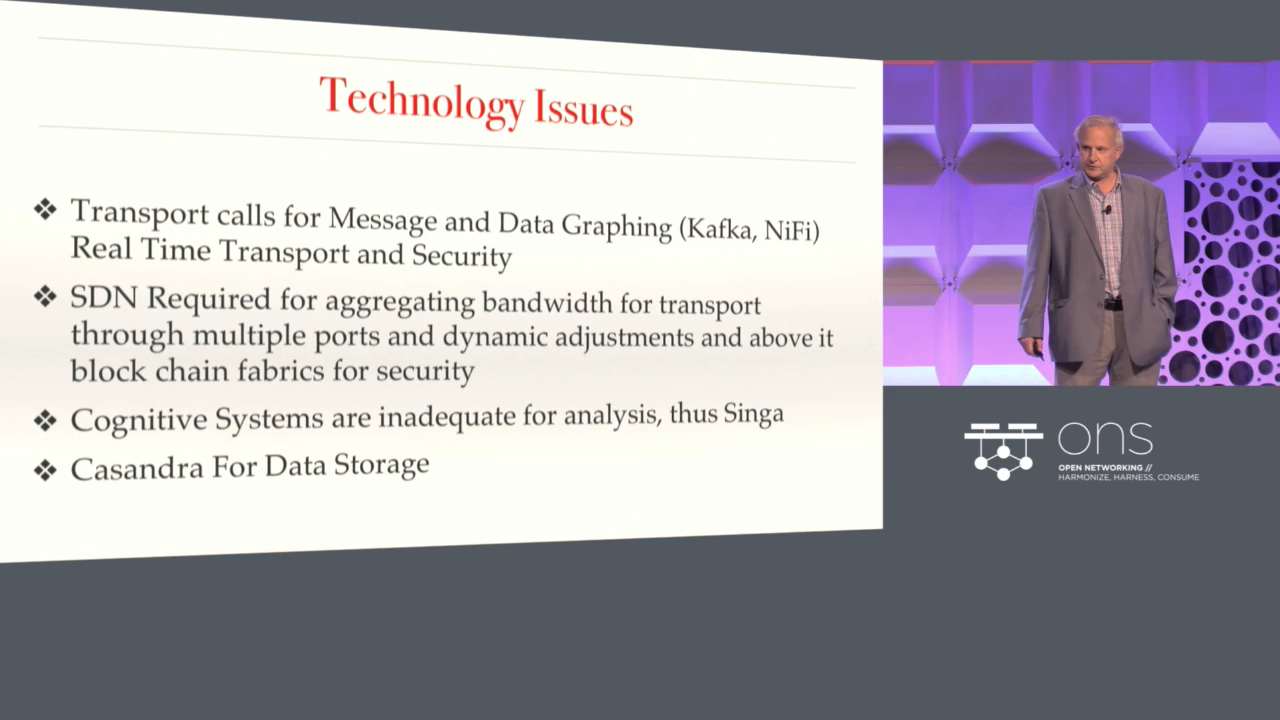 Technology Issues
❖ Transport calls for Message and Data Graphing (Kafka, NiFi)
Real Time Transport and Security
❖ SDN Required for aggregating bandwidth for transport
through multiple ports and dynamic adjustments and above it
block chain fabrics for security
❖ Cognitive Systems are inadequate for analysis, thus Singa
❖ Casandra For Data Storage
ons
OPEN NETWORKING //
HARMONIZE, HARNESS, CONSUME